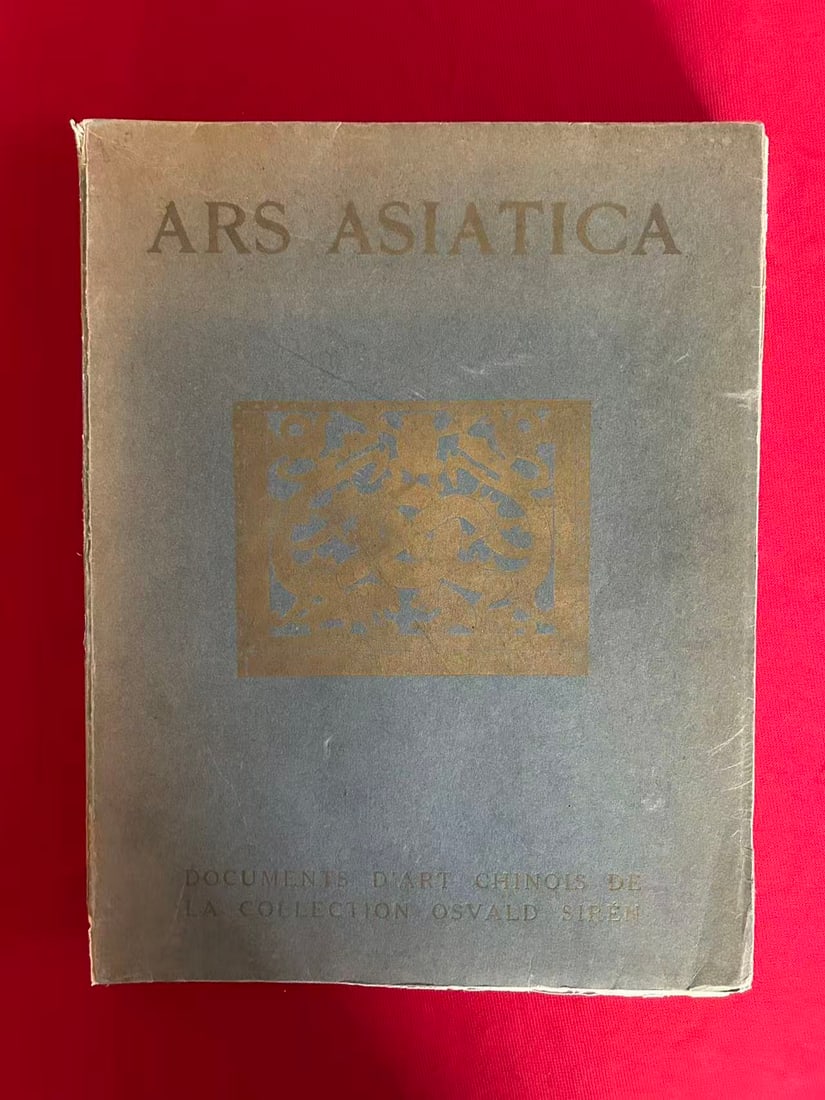 ARS ASIATICA
DOCUMENTS D'ART CHINOIS DE
LA COLLECTION OSVALD SIRÉN